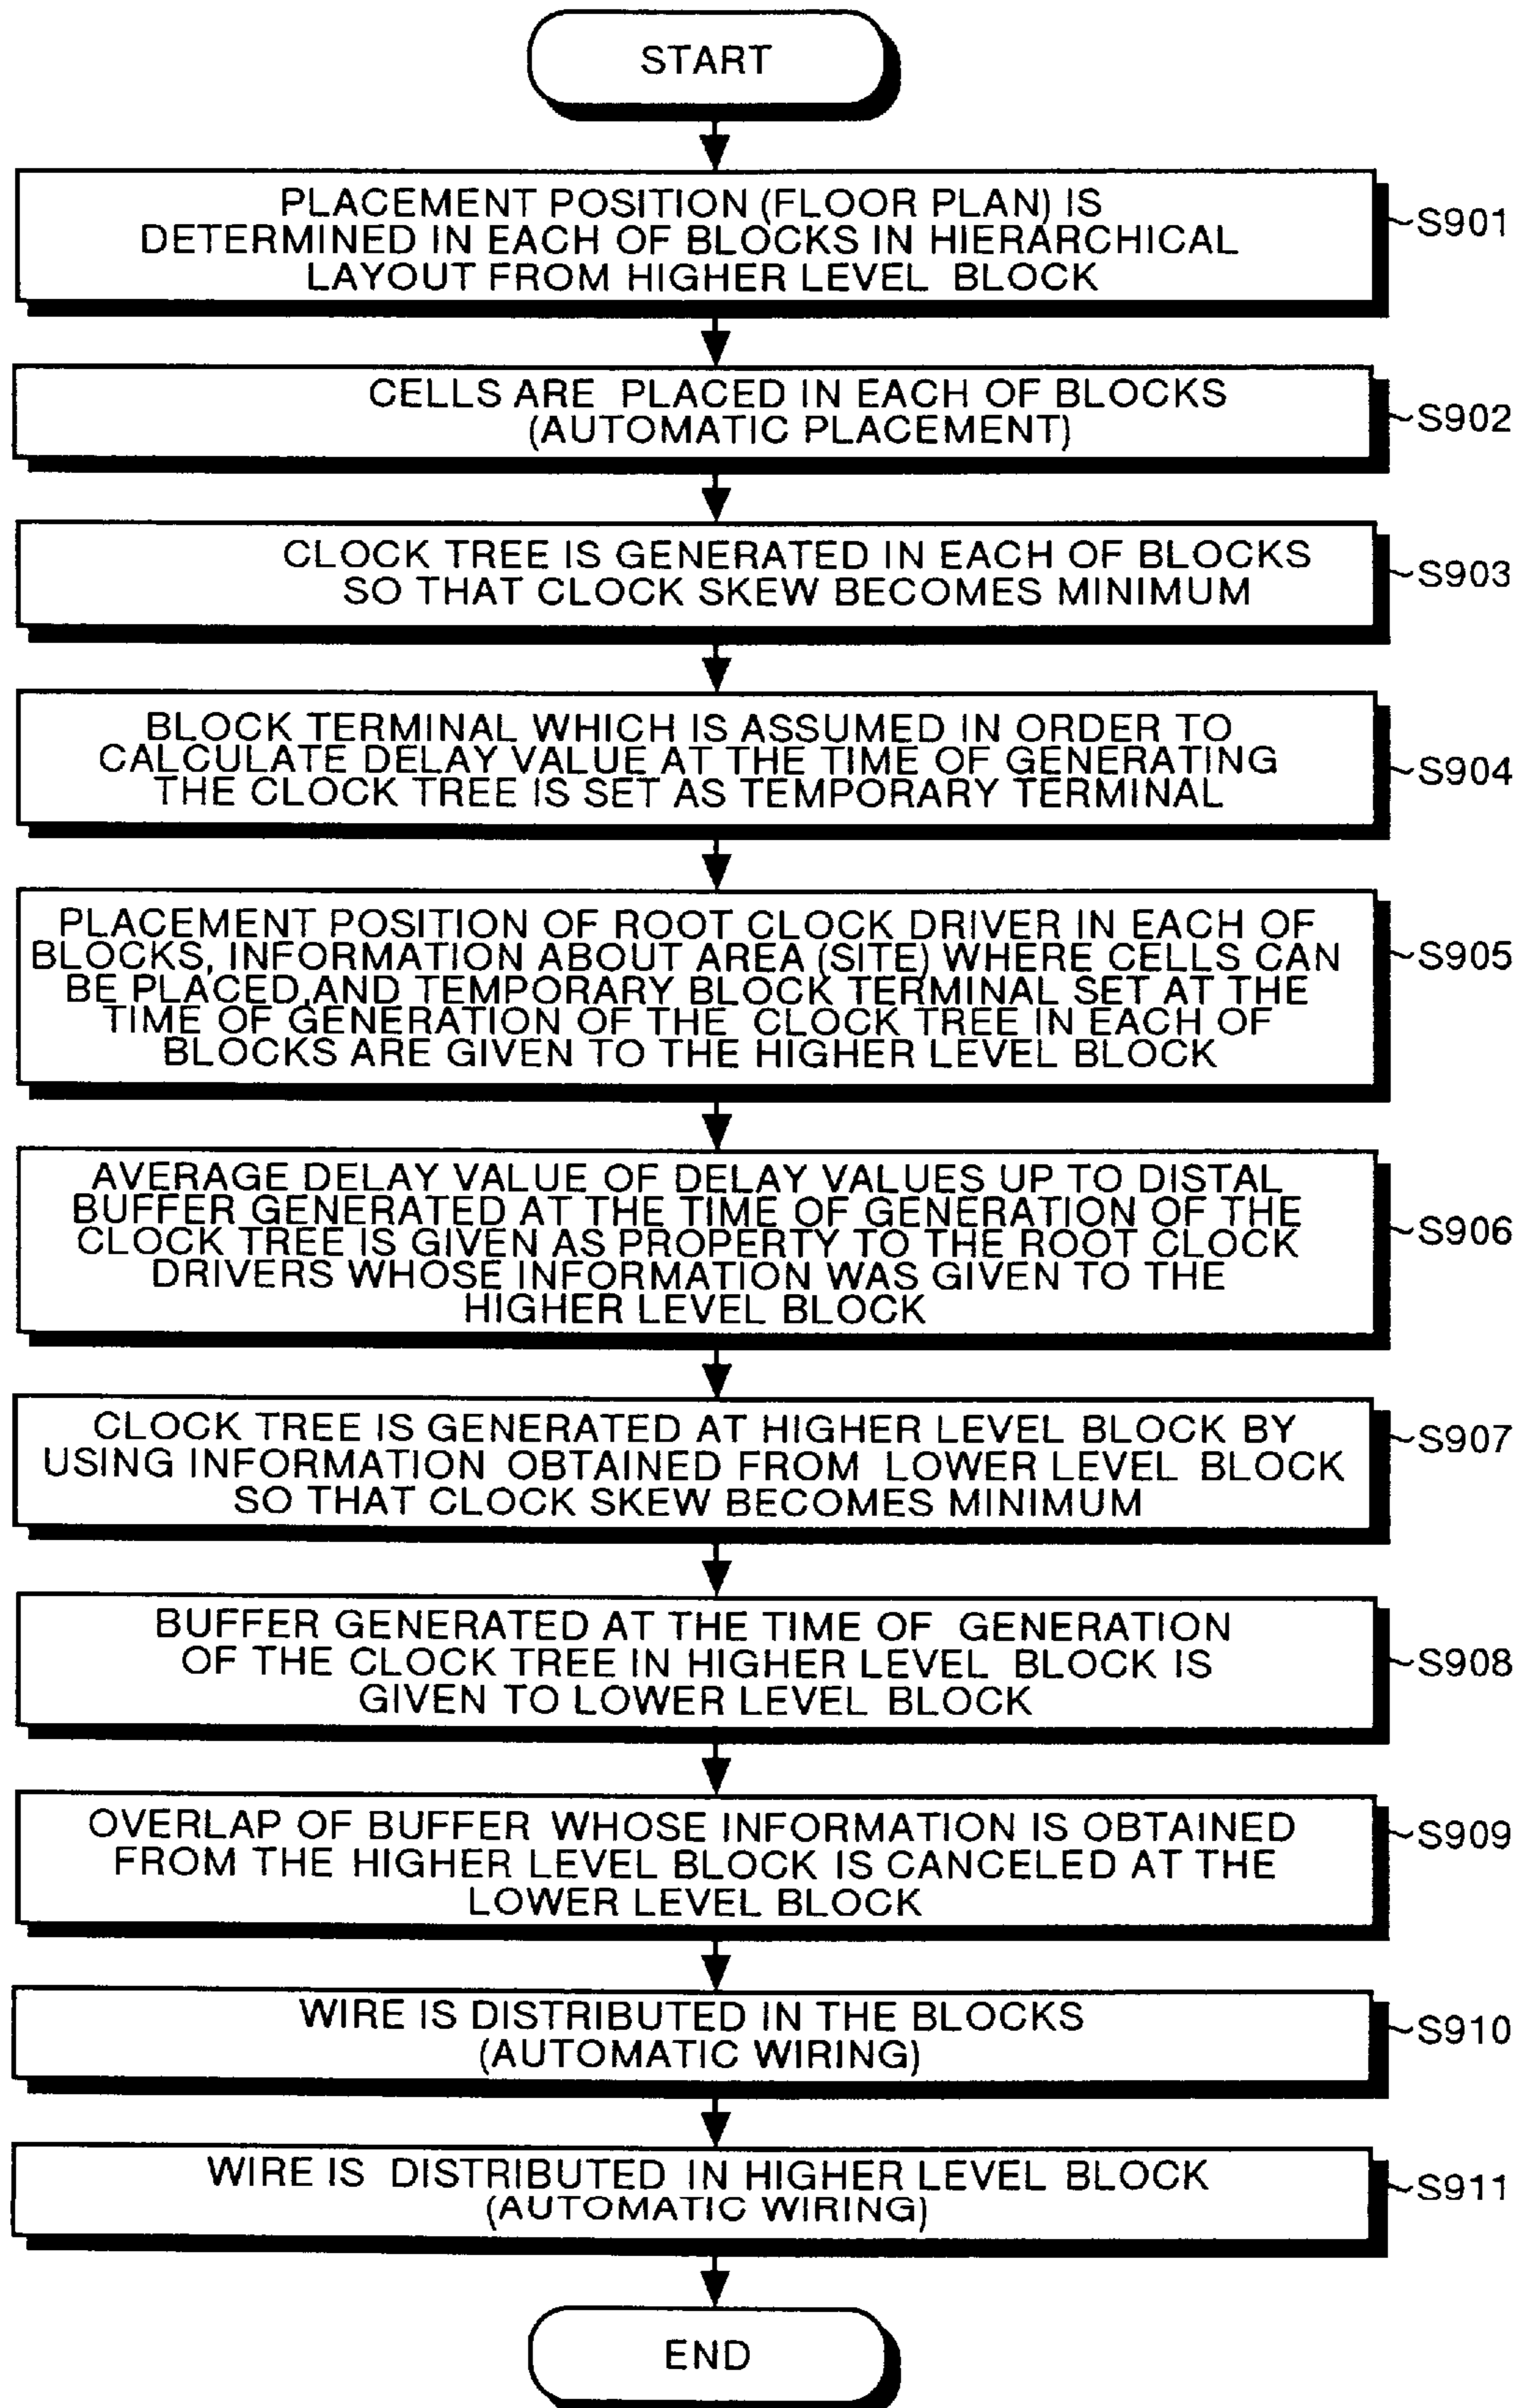 START
PLACEMENT POSITION (FLOOR PLAN) IS
DETERMINED IN EACH OF BLOCKS IN HIERARCHICAL
LAYOUT FROM HIGHER LEVEL BLOCK
S901
CELLS ARE PLACED IN EACH OF BLOCKS
(AUTOMATIC PLACEMENT)
S902
CLOCK TREE IS GENERATED IN EACH OF BLOCKS
SO THAT CLOCK SKEW BECOMES MINIMUM
S903
BLOCK TERMINAL WHICH IS ASSUMED IN ORDER TO
CALCULATE DELAY VALUE AT THE TIME OF GENERATING
THE CLOCK TREE IS SET AS TEMPORARY TERMINAL
S904
PLACEMENT POSITION OF ROOT CLOCK DRIVER IN EACH OF
BLOCKS, INFORMATION ABOUT AREA (SITE) WHERE CELLS CAN
BE PLACED,AND TEMPORARY BLOCK TERMINAL SET AT THE
TIME OF GENERATION OF THE CLOCK TREE IN EACH OF
BLOCKS ARE GIVEN TO THE HIGHER LEVEL BLOCK
S905
AVERAGE DELAY VALUE OF DELAY VALUES UP TO DISTAL
BUFFER GENERATED AT THE TIME OF GENERATION OF THE
CLOCK TREE IS GIVEN AS PROPERTY TO THE ROOT CLOCK
DRIVERS WHOSE INFORMATION WAS GIVEN TO THE
HIGHER LEVEL BLOCK
S906
CLOCK TREE IS GENERATED AT HIGHER LEVEL BLOCK BY
USING INFORMATION OBTAINED FROM LOWER LEVEL BLOCK
SO THAT CLOCK SKEW BECOMES MINIMUM
S907
BUFFER GENERATED AT THE TIME OF GENERATION
OF THE CLOCK TREE IN HIGHER LEVEL BLOCK IS
GIVEN TO LOWER LEVEL BLOCK
S908
OVERLAP OF BUFFER WHOSE INFORMATION IS OBTAINED
FROM THE HIGHER LEVEL BLOCK IS CANCELED AT THE
LOWER LEVEL BLOCK
S909
WIRE IS DISTRIBUTED IN THE BLOCKS
(AUTOMATIC WIRING)
S910
WIRE IS DISTRIBUTED IN HIGHER LEVEL BLOCK
(AUTOMATIC WIRING)
S911
END